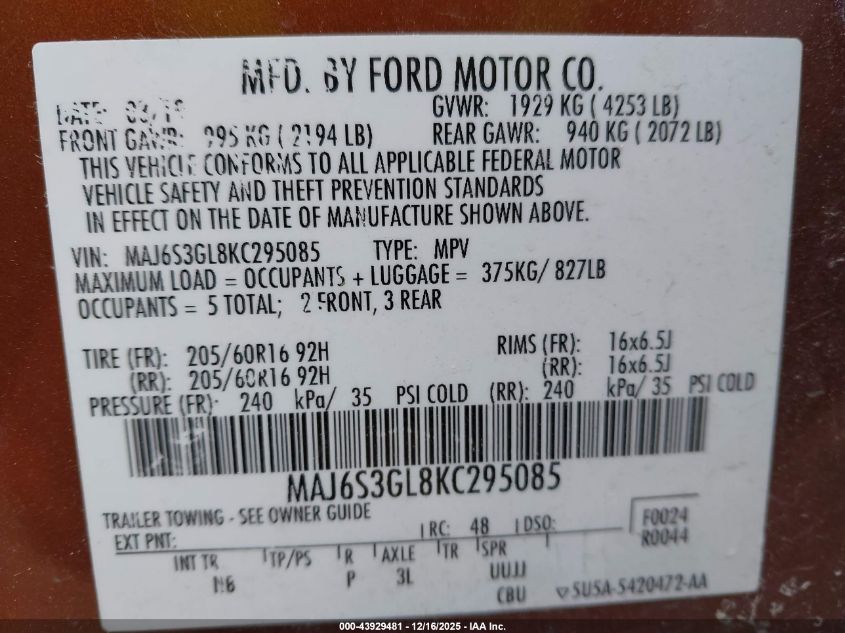 MFD. BY FORD MOTOR CO.
DATE: 03/19
GVWR: 1929 KG ( 4253 LB)
FRONT GAWR: 995 KG ( 2194 LB)
REAR GAWR: 940 KG ( 2072 LB)
THIS VEHICLE CONFORMS TO ALL APPLICABLE FEDERAL MOTOR
VEHICLE SAFETY AND THEFT PREVENTION STANDARDS
IN EFFECT ON THE DATE OF MANUFACTURE SHOWN ABOVE.
VIN: MAJ6S3GL8KC295085 TYPE: MPV
MAXIMUM LOAD = OCCUPANTS + LUGGAGE = 375KG/ 827LB
OCCUPANTS = 5 TOTAL; 2 FRONT, 3 REAR
TIRE (FR): 205/60R16 92H RIMS (FR): 16x6.5J
(RR): 205/60R16 92H (RR): 16x6.5J
PRESSURE (FR): 240 kPa/ 35 PSI COLD (RR): 240 kPa/ 35 PSI COLD
MAJ6S3GL8KC295085
TRAILER TOWING - SEE OWNER GUIDE
EXT PNT: RC: 48 DSO: F0024
R0044
INT TR TP/PS R AXLE TR SPR
N6 P 3L UUJJ
CBU SU5A-5420472-AA
000-43929481 - 12/16/2025 - IAA Inc.